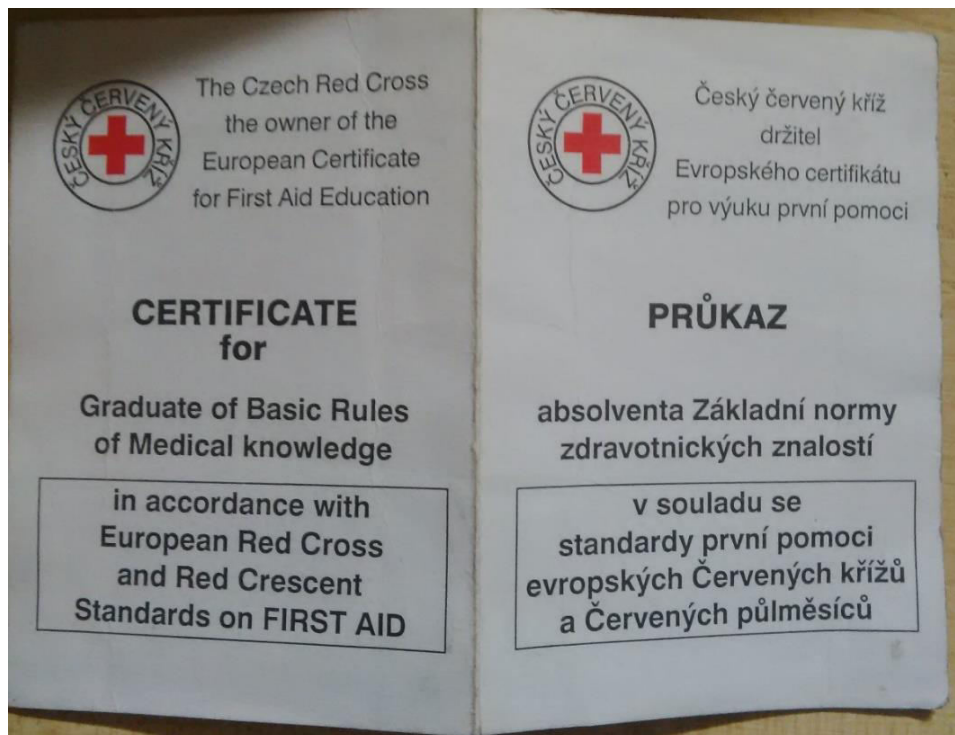 ČESKÝ ČERVENÝ KŘÍŽ
The Czech Red Cross
the owner of the
European Certificate
for First Aid Education
CERTIFICATE
for
Graduate of Basic Rules
of Medical knowledge
in accordance with
European Red Cross
and Red Crescent
Standards on FIRST AID
ČESKÝ ČERVENÝ KŘÍŽ
Český červený kříž
držitel
Evropského certifikátu
pro výuku první pomoci
PRŮKAZ
absolventa Základní normy
zdravotnických znalostí
v souladu se
standardy první pomoci
evropských Červených křížů
a Červených půlměsíců